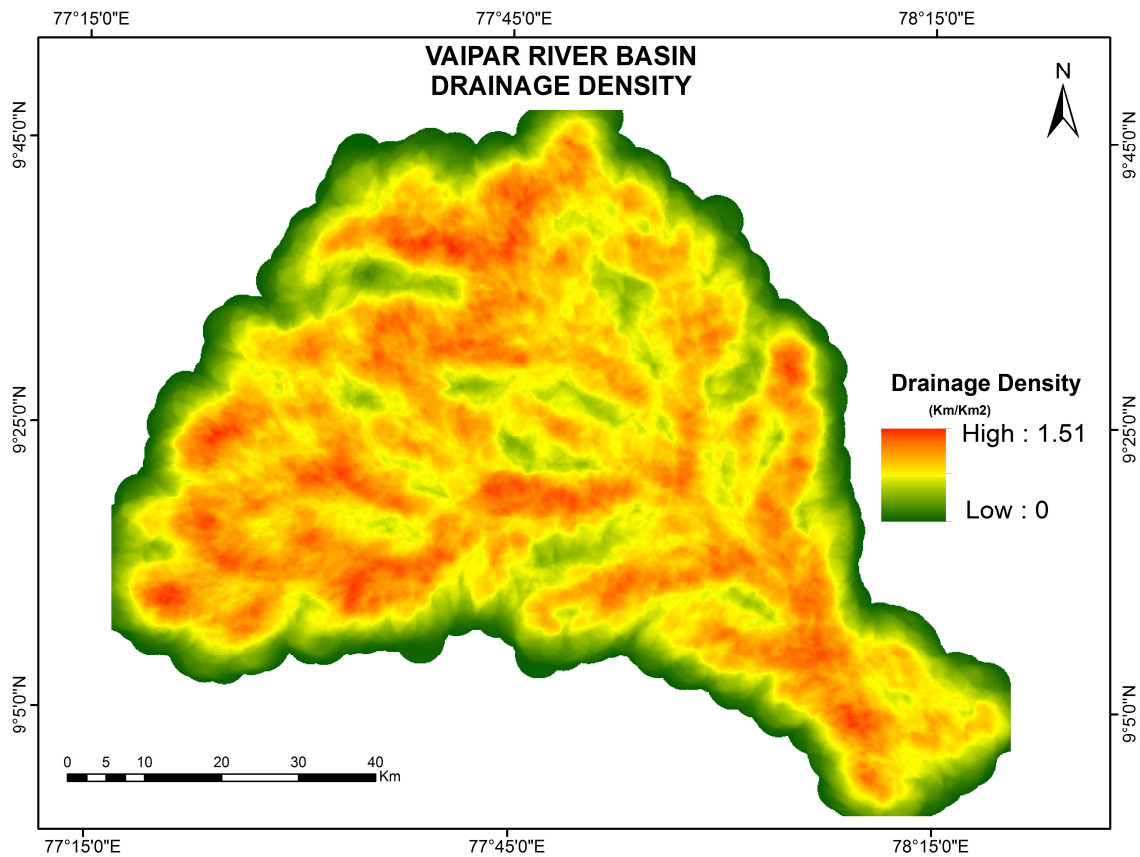 77°15'0"E 77°45'0"E 78°15'0"E
VAIPAR RIVER BASIN
DRAINAGE DENSITY
N
9°45'0"N 9°45'0"N
Drainage Density
(Km/Km2)
High : 1.51
Low : 0
9°25'0"N 9°25'0"N
9°5'0"N 9°5'0"N
0 5 10 20 30 40
Km
77°15'0"E 77°45'0"E 78°15'0"E